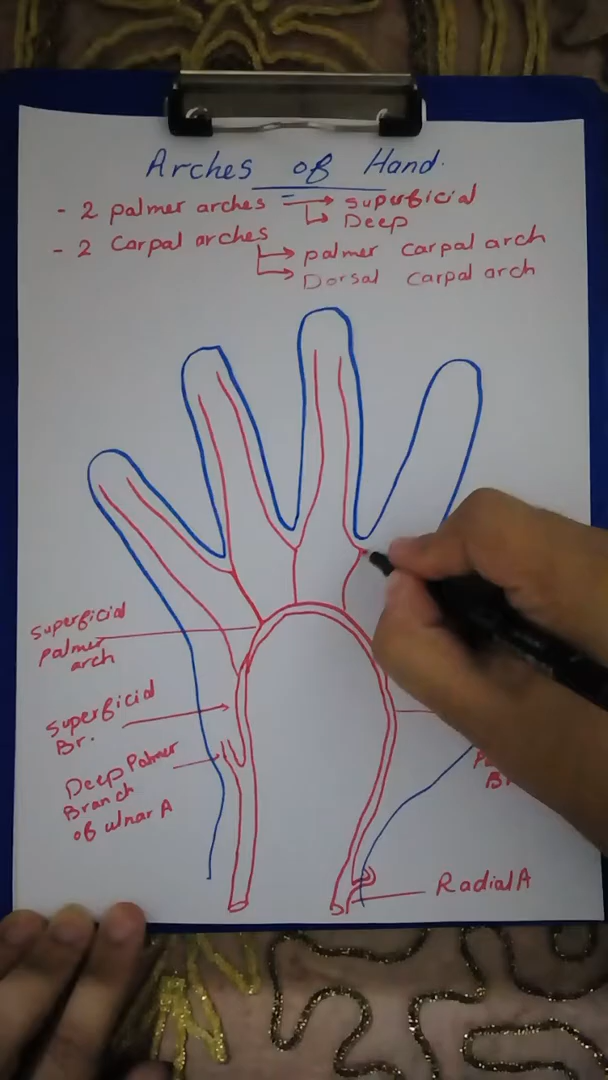 Arches of Hand.
- 2 palmer arches → superficial
→ Deep
- 2 Carpal arches
→ palmer carpal arch
→ Dorsal carpal arch
superficial
palmer
arch
superficial
Br.
Deep Palmer
Branch
of ulnar A
Radial A